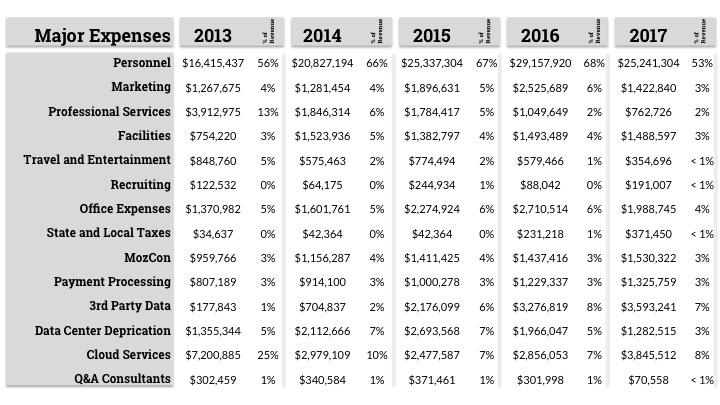 Major Expenses 2013 % of Revenue 2014 % of Revenue 2015 % of Revenue 2016 % of Revenue 2017 % of Revenue
Personnel $16,415,437 56% $20,827,194 66% $25,337,304 67% $29,157,920 68% $25,241,304 53%
Marketing $1,267,675 4% $1,281,454 4% $1,896,631 5% $2,525,689 6% $1,422,840 3%
Professional Services $3,912,975 13% $1,846,314 6% $1,784,417 5% $1,049,649 2% $762,726 2%
Facilities $754,220 3% $1,523,936 5% $1,382,797 4% $1,493,489 4% $1,488,597 3%
Travel and Entertainment $848,760 5% $575,463 2% $774,494 2% $579,466 1% $354,696 < 1%
Recruiting $122,532 0% $64,175 0% $244,934 1% $88,042 0% $191,007 < 1%
Office Expenses $1,370,982 5% $1,601,761 5% $2,274,924 6% $2,710,514 6% $1,988,745 4%
State and Local Taxes $34,637 0% $42,364 0% $42,364 0% $231,218 1% $371,450 < 1%
MozCon $959,766 3% $1,156,287 4% $1,411,425 4% $1,437,416 3% $1,530,322 3%
Payment Processing $807,189 3% $914,100 3% $1,000,278 3% $1,229,337 3% $1,325,759 3%
3rd Party Data $177,843 1% $704,837 2% $2,176,099 6% $3,276,819 8% $3,593,241 7%
Data Center Deprication $1,355,344 5% $2,112,666 7% $2,693,568 7% $1,966,047 5% $1,282,515 3%
Cloud Services $7,200,885 25% $2,979,109 10% $2,477,587 7% $2,856,053 7% $3,845,512 8%
Q&A Consultants $302,459 1% $340,584 1% $371,461 1% $301,998 1% $70,558 < 1%